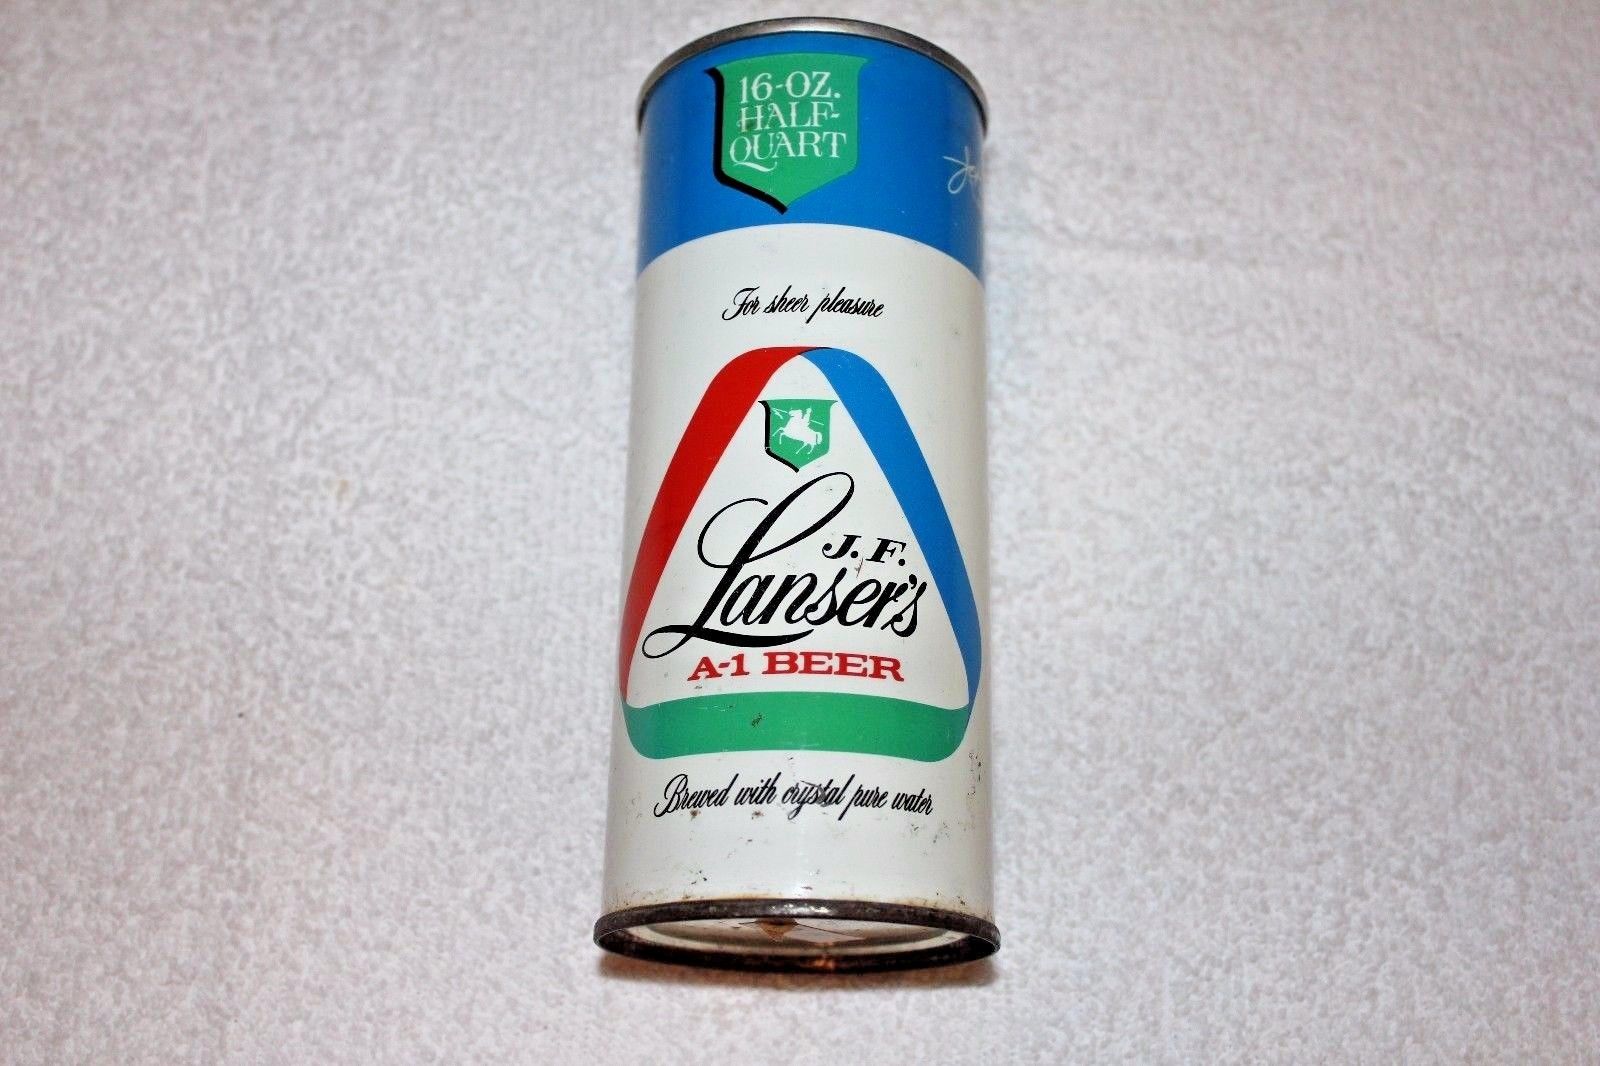 16-OZ.
HALF-
QUART
For sheer pleasure
J. F.
Lanser's
A-1 BEER
Brewed with crystal pure water